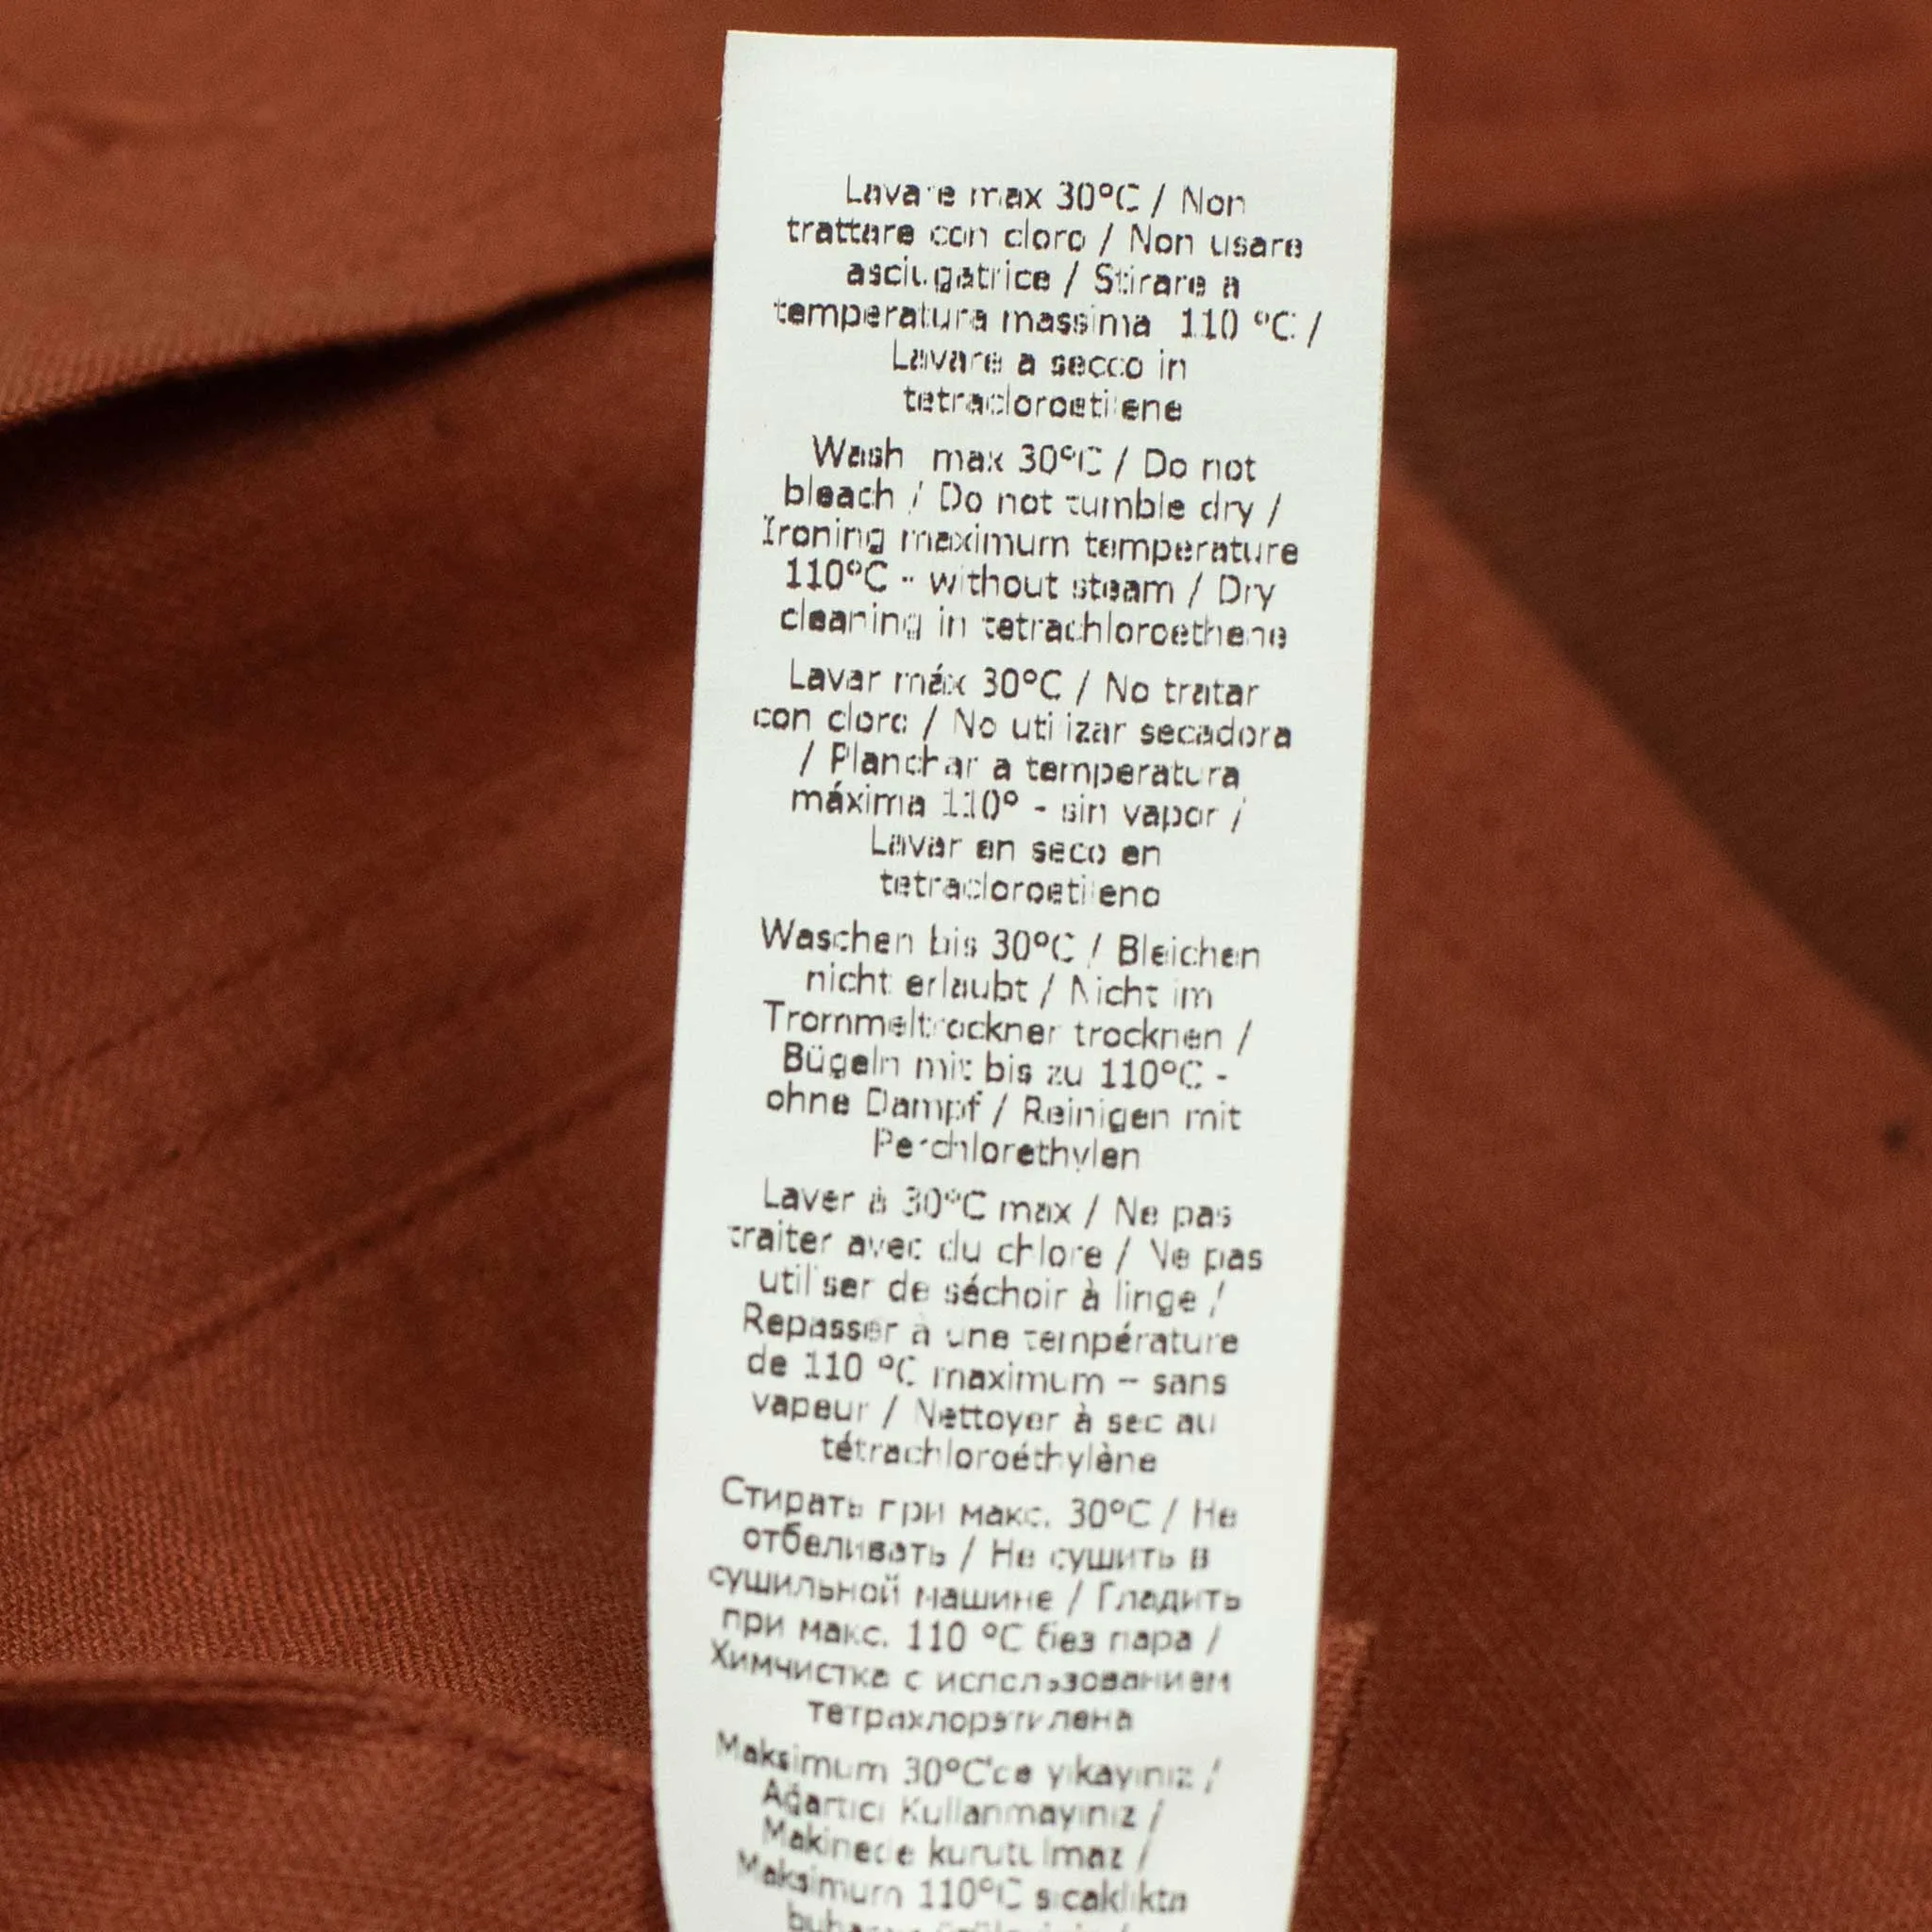 Lavare max 30°C / Non
trattare con cloro / Non usare
asciugatrice / Stirare a
temperatura massima 110 °C /
Lavare a secco in
tetracloroetilene
Wash max 30°C / Do not
bleach / Do not tumble dry /
Ironing maximum temperature
110°C - without steam / Dry
cleaning in tetrachloroethene
Lavar máx 30°C / No tratar
con cloro / No utilizar secadora
/ Planchar a temperatura
máxima 110° - sin vapor /
Lavar en seco en
tetracloroetileno
Waschen bis 30°C / Bleichen
nicht erlaubt / Nicht im
Trommeltrockner trocknen /
Bügeln mit bis zu 110°C -
ohne Dampf / Reinigen mit
Perchlorethylen
Laver à 30°C max / Ne pas
traiter avec du chlore / Ne pas
utiliser de séchoir à linge /
Repasser à une température
de 110 °C maximum – sans
vapeur / Nettoyer à sec au
tétrachloroéthylène
Стирать при макс. 30°C / Не
отбеливать / Не сушить в
сушильной машине / Гладить
при макс. 110 °C без пара /
Химчистка с использованием
тетрахлорэтилена
Maksimum 30°C'de yıkayınız /
Ağartıcı Kullanmayınız /
Makinede kurutulmaz /
Maksimum 110°C sıcaklıkta